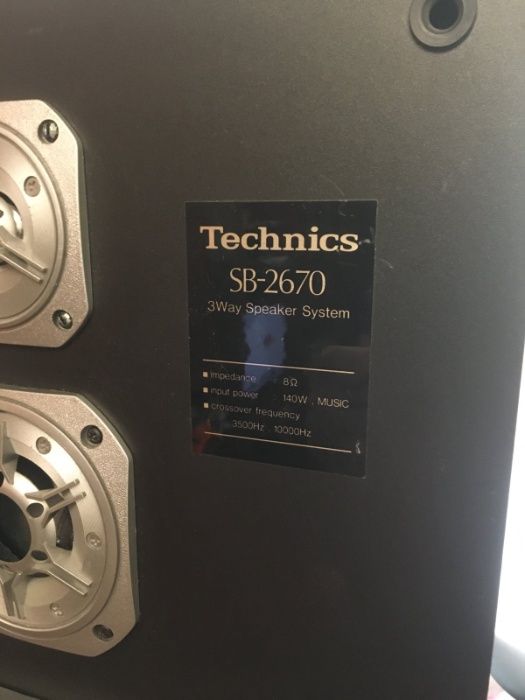 Technics
SB-2670
3Way Speaker System
■ impedance 8Ω
■ input power 140W . MUSIC
■ crossover frequency
3500Hz . 10000Hz